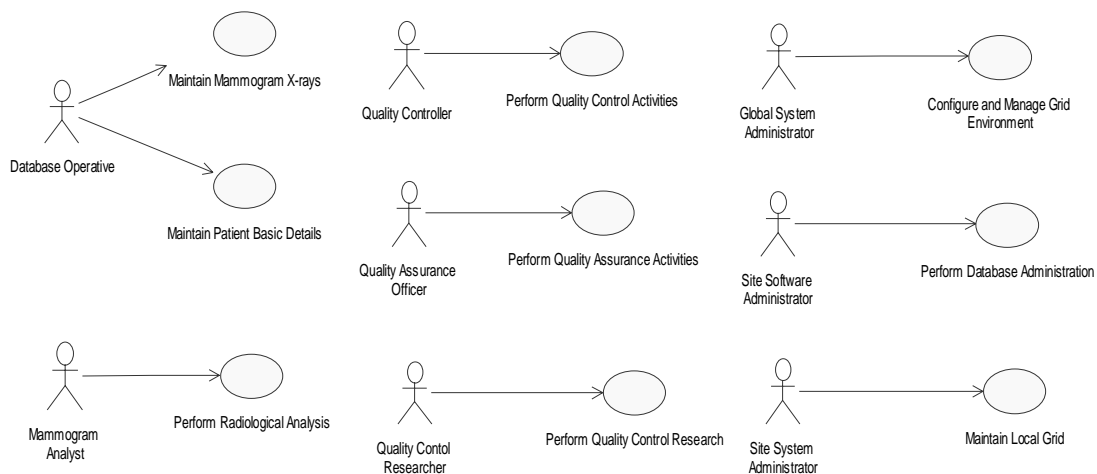 Maintain Mammogram X-rays
Database Operative
Maintain Patient Basic Details
Mammogram
Analyst
Perform Radiological Analysis
Quality Controller
Perform Quality Control Activities
Quality Assurance
Officer
Perform Quality Assurance Activities
Quality Contol
Researcher
Perform Quality Control Research
Global System
Administrator
Configure and Manage Grid
Environment
Site Software
Administrator
Perform Database Administration
Site System
Administrator
Maintain Local Grid